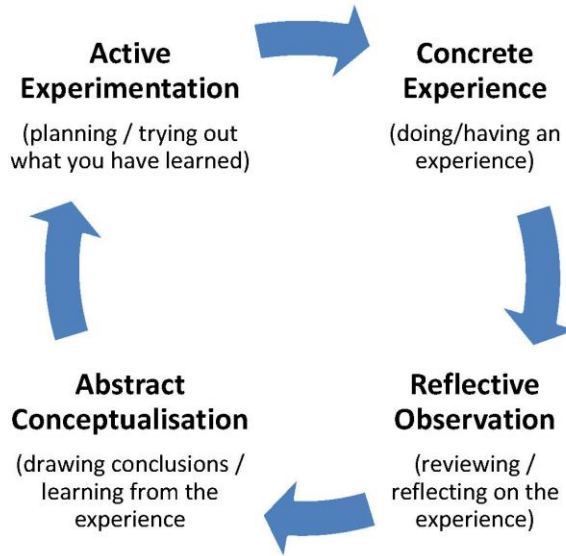 Active
Experimentation
(planning / trying out
what you have learned)
Concrete
Experience
(doing/having an
experience)
Abstract
Conceptualisation
(drawing conclusions /
learning from the
experience
Reflective
Observation
(reviewing /
reflecting on the
experience)